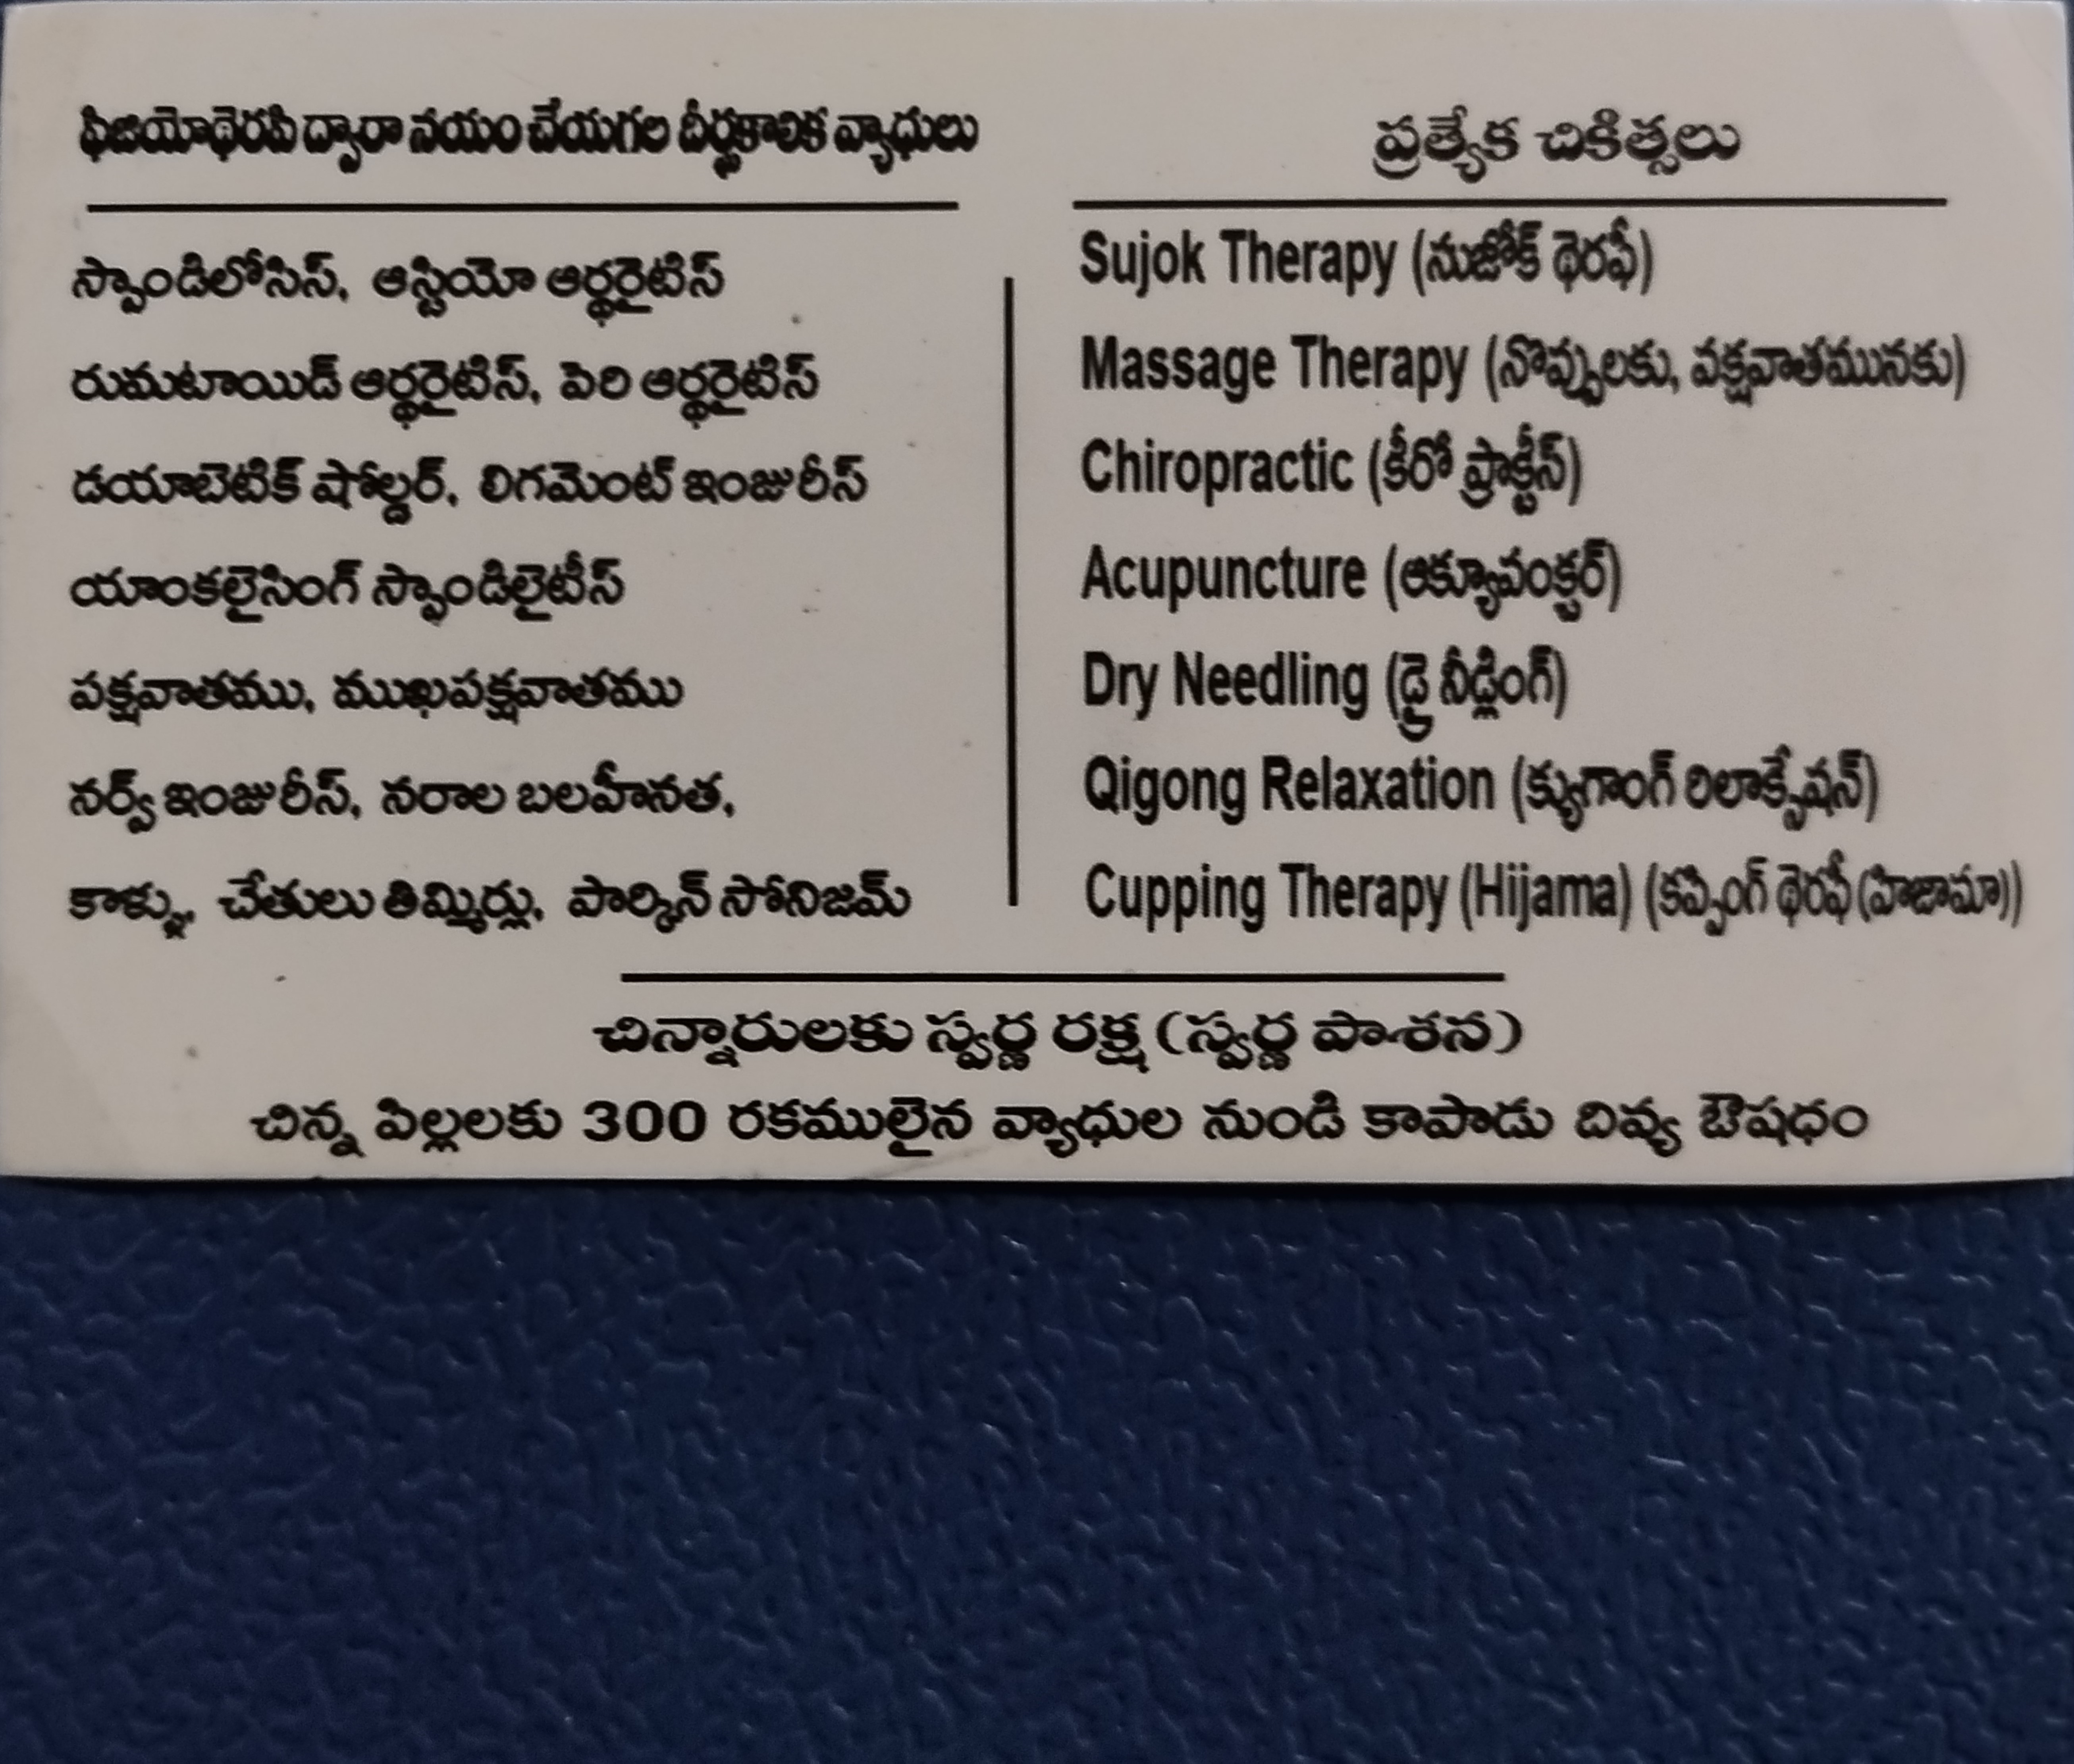 ఫిజియోథెరపి ద్వారా నయం చేయగల దీర్ఘకాలిక వ్యాధులు
స్పాండిలోసిస్, ఆస్టియో ఆర్థరైటిస్
రుమటాయిడ్ ఆర్థరైటిస్, పెరి ఆర్థరైటిస్
డయాబెటిక్ షోల్డర్, లిగమెంట్ ఇంజురీస్
యాంకలైసింగ్ స్పాండిలైటీస్
పక్షవాతము, ముఖపక్షవాతము
నర్వ్ ఇంజురీస్, నరాల బలహీనత,
కాళ్ళు, చేతులు తిమ్మిర్లు, పార్కిన్ సోనిజమ్
ప్రత్యేక చికిత్సలు
Sujok Therapy (సుజోక్ థెరఫీ)
Massage Therapy (నొప్పులకు, పక్షవాతమునకు)
Chiropractic (కీరో ప్రాక్టీస్)
Acupuncture (ఆక్యూపంక్చర్)
Dry Needling (డ్రై నీడ్లింగ్)
Qigong Relaxation (క్యుగాంగ్ రిలాక్సేషన్)
Cupping Therapy (Hijama) (కప్పింగ్ థెరఫీ (హిజామా))
చిన్నారులకు స్వర్ణ రక్ష (స్వర్ణ పాశన)
చిన్న పిల్లలకు 300 రకములైన వ్యాధుల నుండి కాపాడు దివ్య ఔషధం